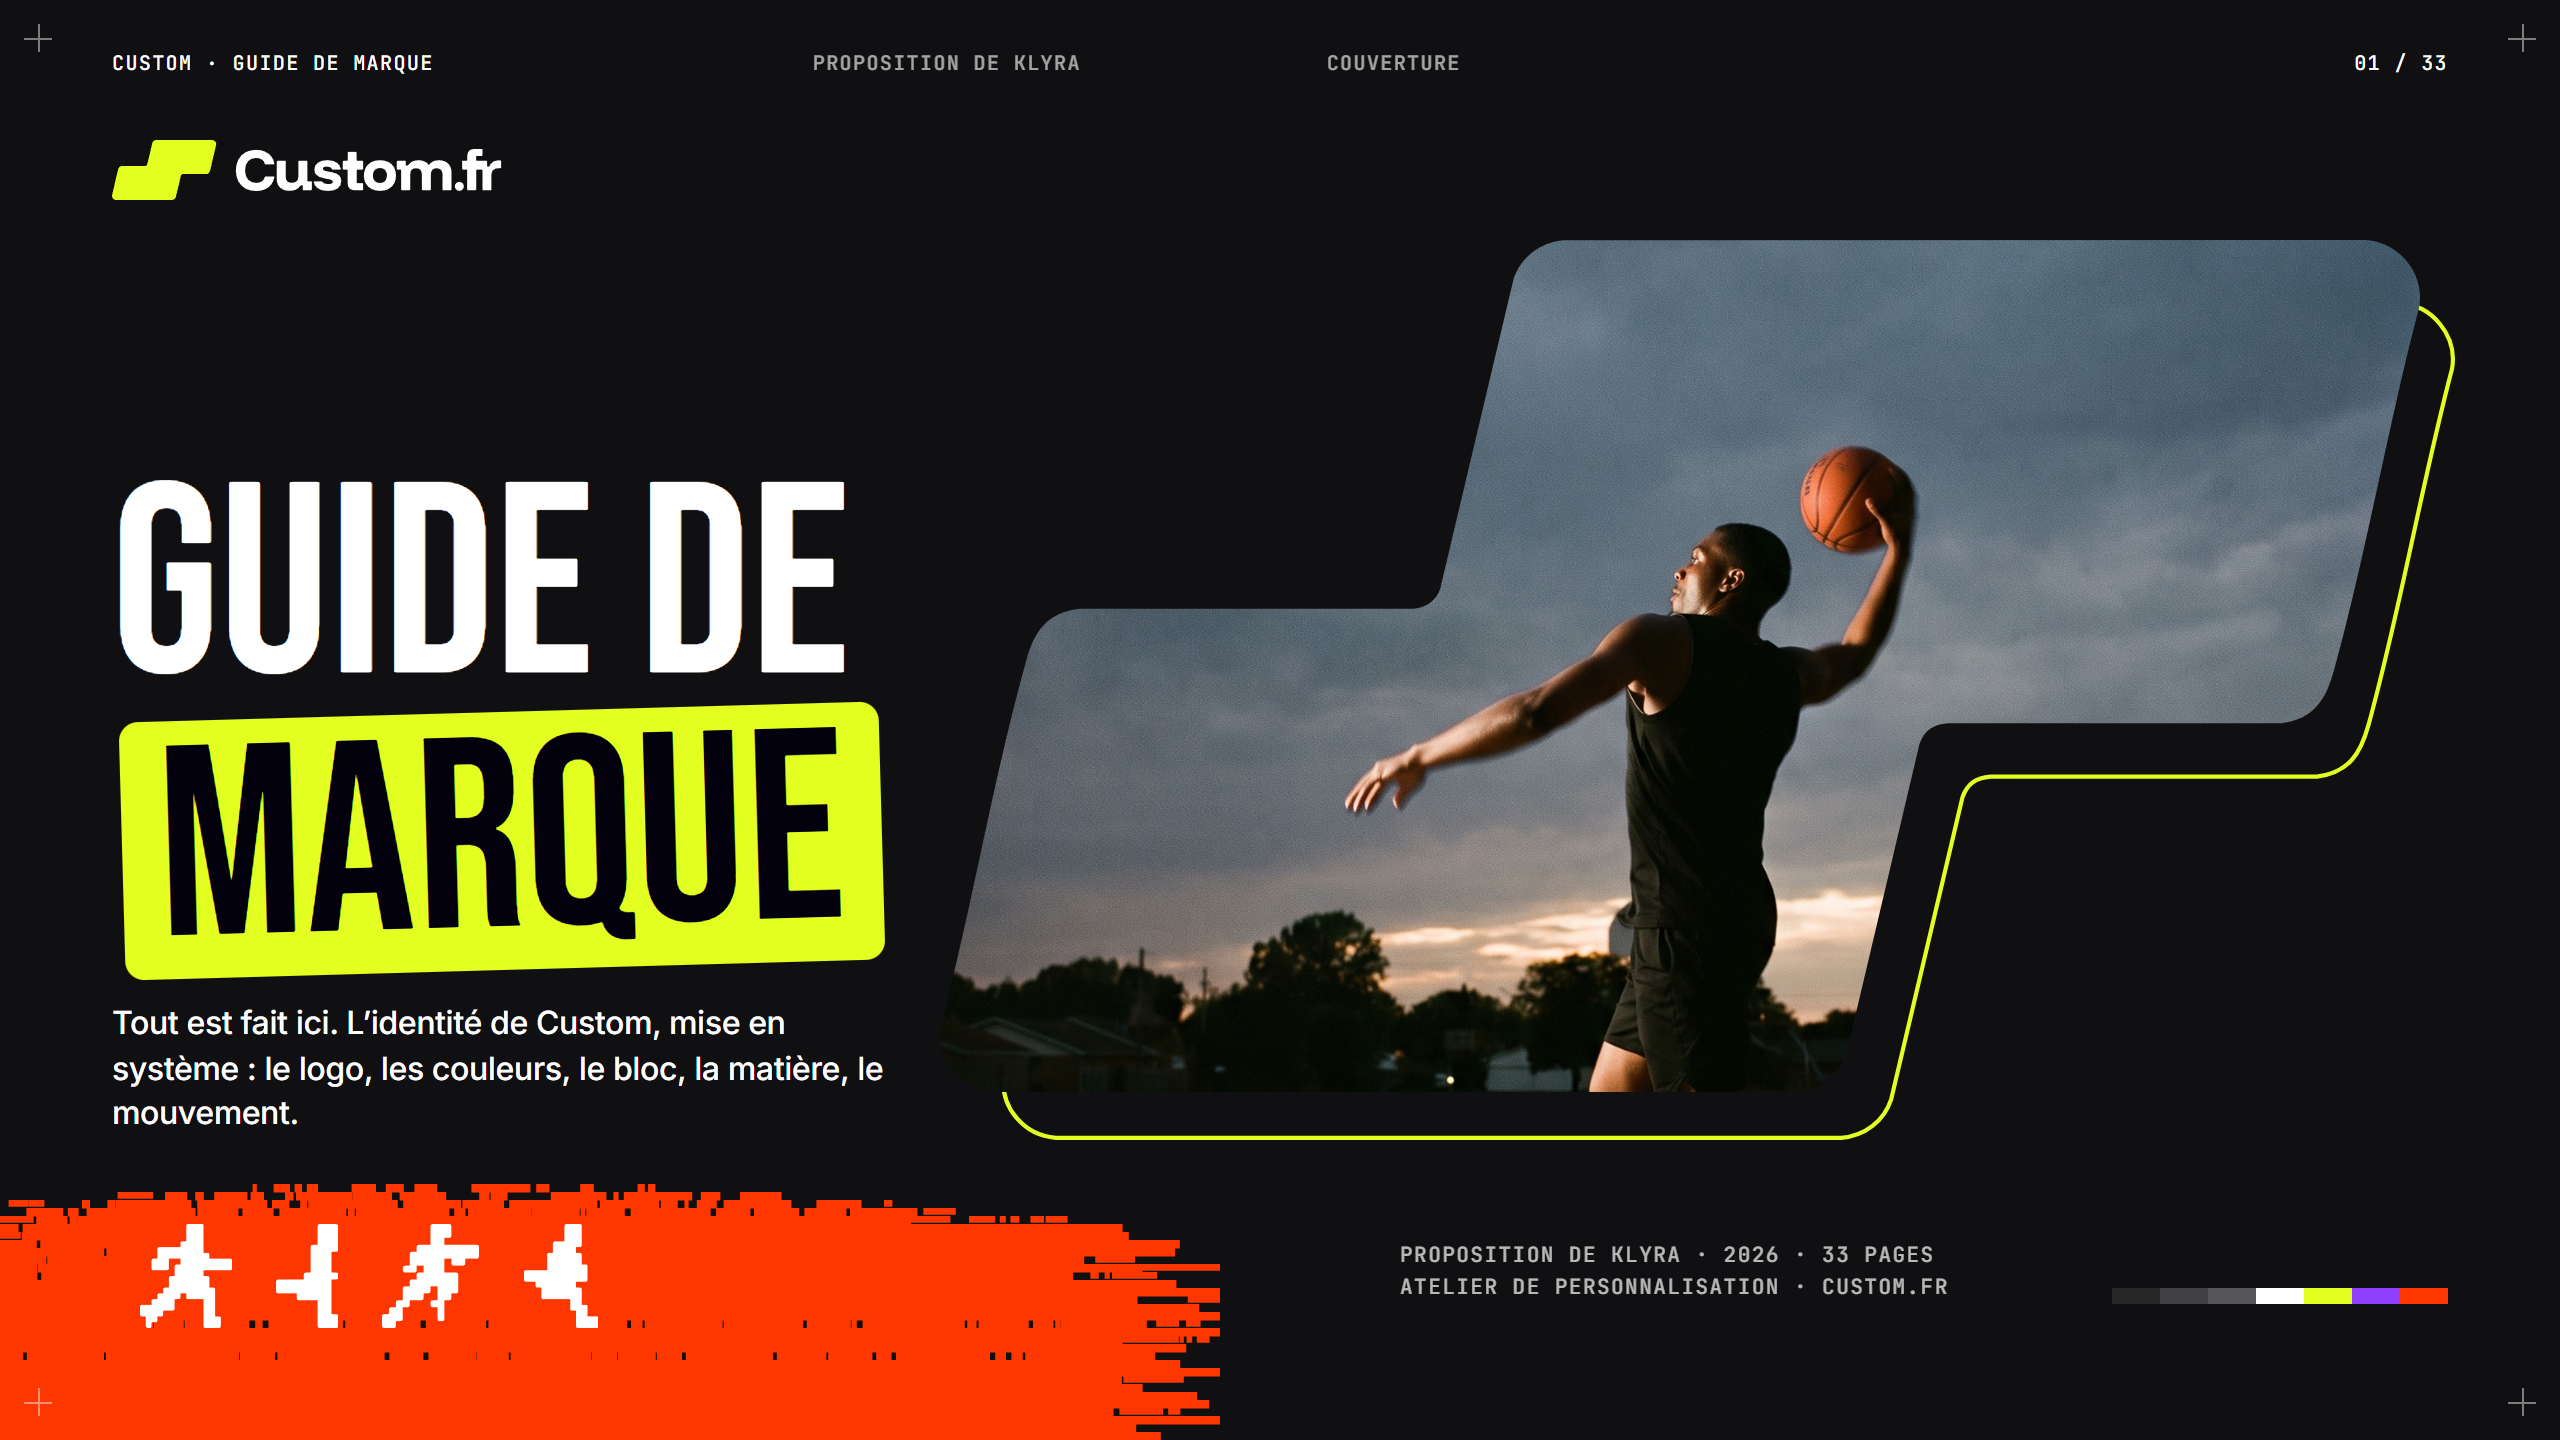 CUSTOM · GUIDE DE MARQUE
PROPOSITION DE KLYRA
COUVERTURE
01 / 33
Custom.fr
GUIDE DE
MARQUE
Tout est fait ici. L’identité de Custom, mise en
système : le logo, les couleurs, le bloc, la matière, le
mouvement.
PROPOSITION DE KLYRA · 2026 · 33 PAGES
ATELIER DE PERSONNALISATION · CUSTOM.FR